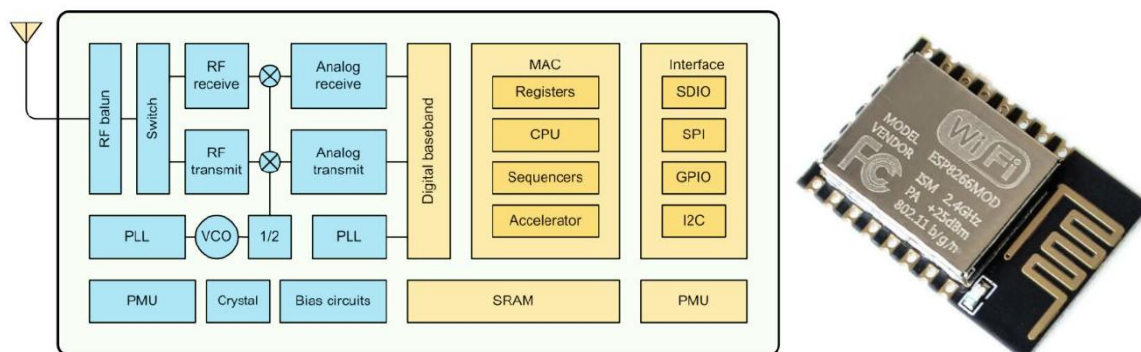 RF balun
Switch
RF
receive
RF
transmit
Analog
receive
Analog
transmit
PLL
VCO
1/2
PLL
PMU
Crystal
Bias circuits
Digital baseband
MAC
Registers
CPU
Sequencers
Accelerator
SRAM
Interface
SDIO
SPI
GPIO
I2C
PMU
MODEL
VENDOR
WiFi
ESP8266MOD
FC
ISM 2.4GHz
PA +25dBm
802.11 b/g/n